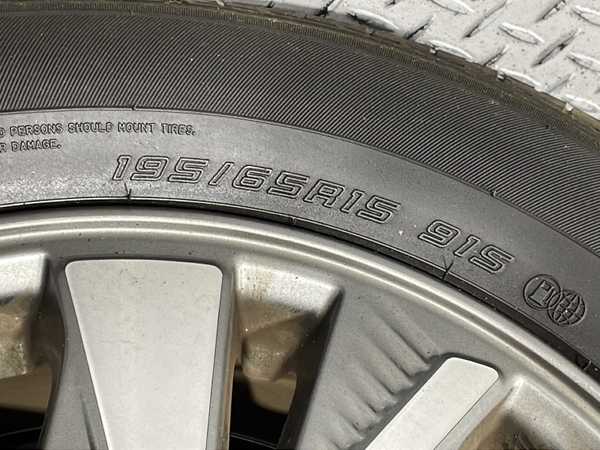 PERSONS SHOULD MOUNT TIRES.
DAMAGE.
195/65R15 91S